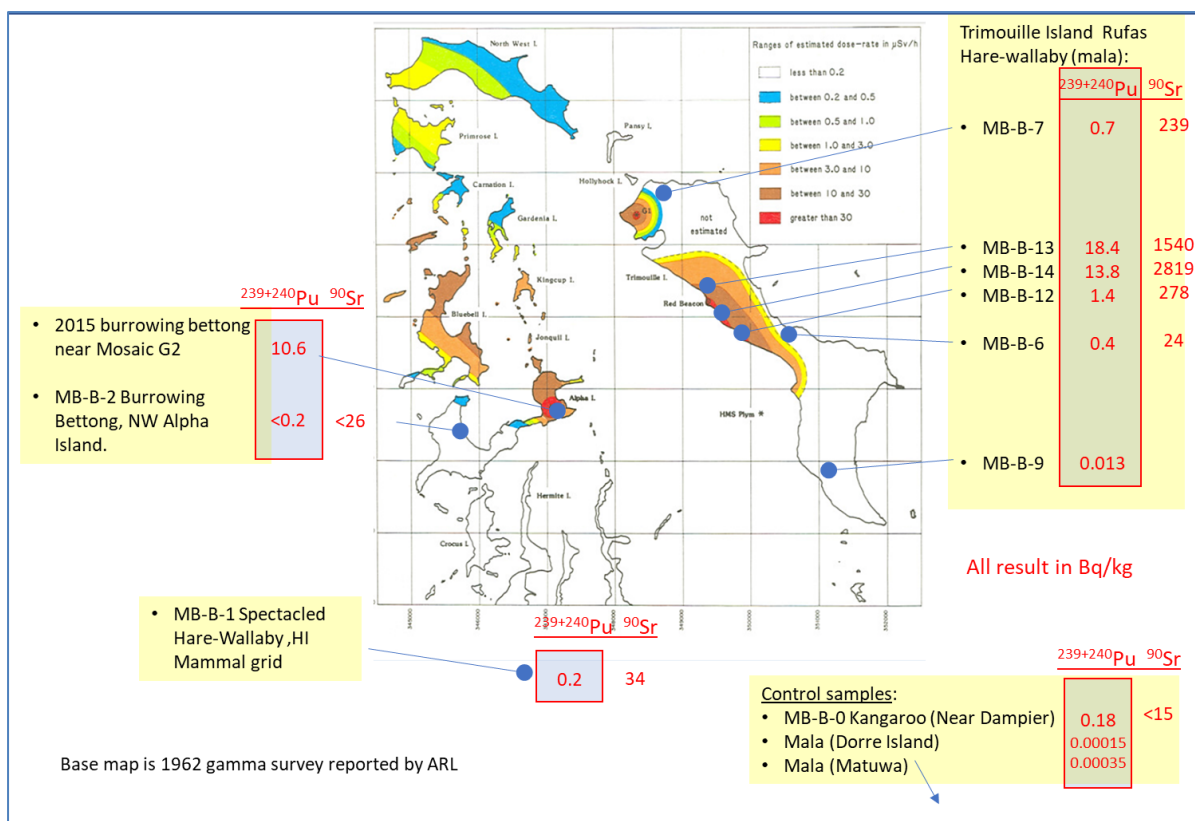 North West I.
Primrose I.
Carnation I.
Gardenia I.
Pansy I.
Hollyhock I.
G1
not
estimated
Ranges of estimated dose-rate in µSv/h
less than 0.2
between 0.2 and 0.5
between 0.5 and 1.0
between 1.0 and 3.0
between 3.0 and 10
between 10 and 30
greater than 30
Trimouille I.
Red Beacon
Kingcup I.
Bluebell I.
Jonquil I.
Alpha I.
HMS Plym *
Hermite I.
Crocus I.
345000
346000
349000
350000
351000
352000
Trimouille Island Rufas
Hare-wallaby (mala):
239+240Pu 90Sr
• MB-B-7 0.7 239
• MB-B-13 18.4 1540
• MB-B-14 13.8 2819
• MB-B-12 1.4 278
• MB-B-6 0.4 24
• MB-B-9 0.013
All result in Bq/kg
239+240Pu 90Sr
• 2015 burrowing bettong
near Mosaic G2
10.6
• MB-B-2 Burrowing
Bettong, NW Alpha
Island.
<0.2 <26
• MB-B-1 Spectacled
Hare-Wallaby ,HI
Mammal grid
239+240Pu 90Sr
0.2 34
239+240Pu 90Sr
Control samples:
• MB-B-0 Kangaroo (Near Dampier) 0.18 <15
• Mala (Dorre Island) 0.00015
• Mala (Matuwa) 0.00035
Base map is 1962 gamma survey reported by ARL